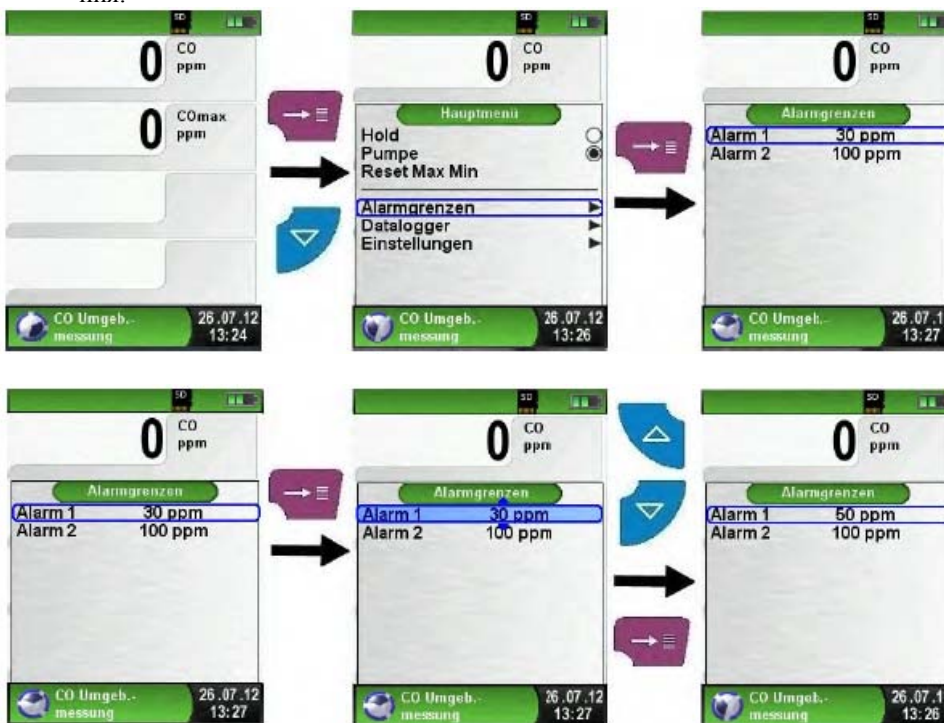 SD
0 CO
ppm
0 COmax
ppm
CO Umgeb.-
messung
26.07.12
13:24
SD
0 CO
ppm
Hauptmenü
Hold
Pumpe
Reset Max Min
Alarmgrenzen
Datalogger
Einstellungen
CO Umgeb.-
messung
26.07.12
13:26
SD
0 CO
ppm
Alarmgrenzen
Alarm 1 30 ppm
Alarm 2 100 ppm
CO Umgeb.-
messung
26.07.1
13:27
SD
0 CO
ppm
Alarmgrenzen
Alarm 1 30 ppm
Alarm 2 100 ppm
CO Umgeb.-
messung
26.07.12
13:27
SD
0 CO
ppm
Alarmgrenzen
Alarm 1 30 ppm
Alarm 2 100 ppm
CO Umgeb.-
messung
26.07.12
13:27
SD
0 CO
ppm
Alarmgrenzen
Alarm 1 50 ppm
Alarm 2 100 ppm
CO Umgeb.-
messung
26.07.1
13:26